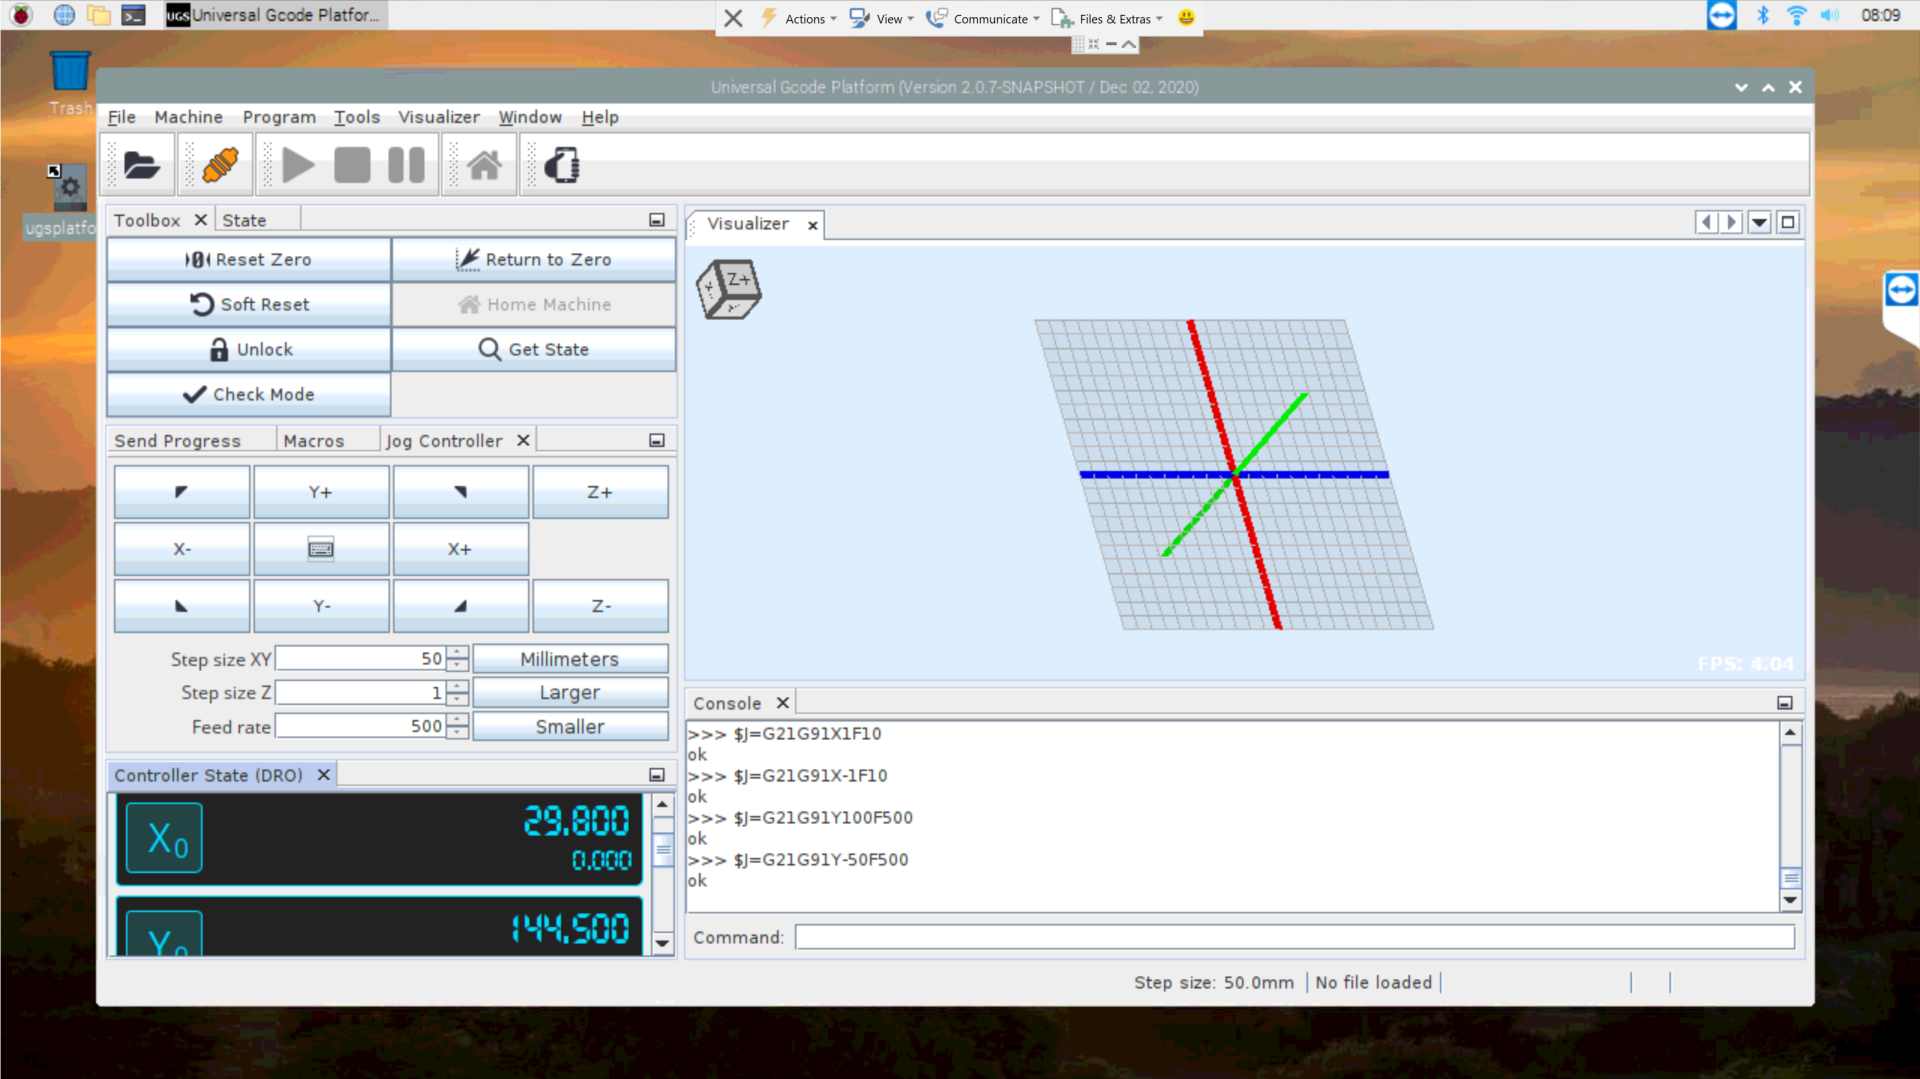 UGS Universal Gcode Platfor...
Actions
View
Communicate
Files & Extras
08:09
Trash
ugsplatfo
Universal Gcode Platform (Version 2.0.7-SNAPSHOT / Dec 02, 2020)
File Machine Program Tools Visualizer Window Help
Toolbox State
Reset Zero
Return to Zero
Soft Reset
Home Machine
Unlock
Get State
Check Mode
Send Progress Macros Jog Controller
Y+
Z+
X-
X+
Y-
Z-
Step size XY 50 Millimeters
Step size Z 1 Larger
Feed rate 500 Smaller
Controller State (DRO)
X0
29.800
0.000
Y0
144.500
Visualizer
Z+
FPS: 4.04
Console
>>> $J=G21G91X1F10
ok
>>> $J=G21G91X-1F10
ok
>>> $J=G21G91Y100F500
ok
>>> $J=G21G91Y-50F500
ok
Command:
Step size: 50.0mm
No file loaded